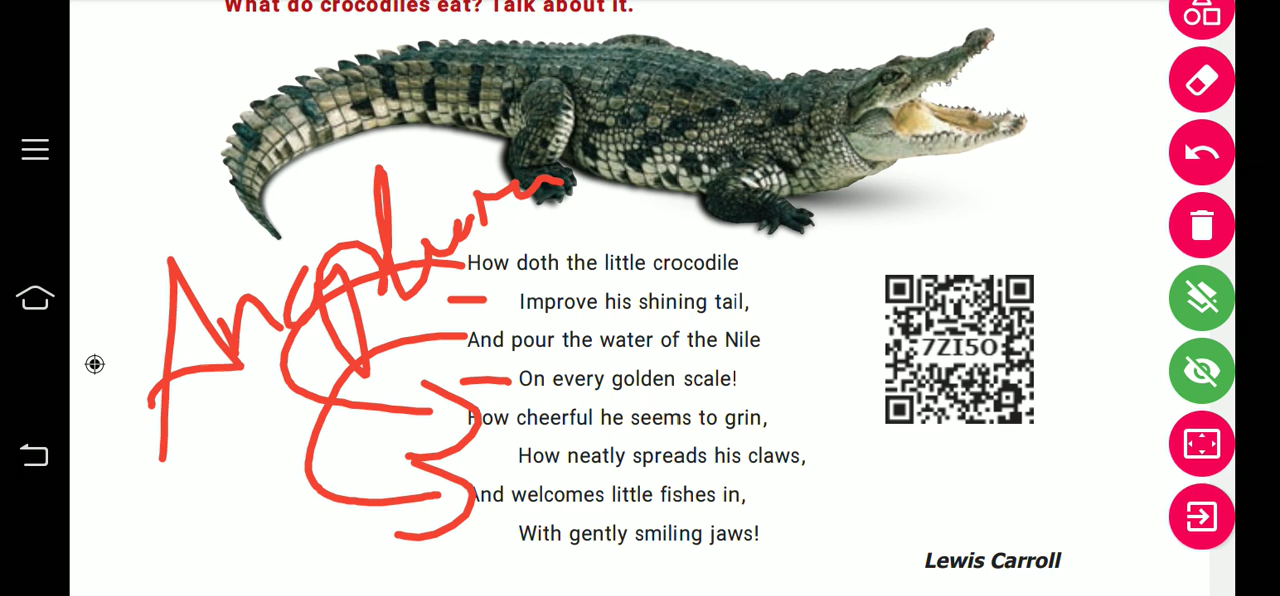 What do crocodiles eat? Talk about it.
How doth the little crocodile
Improve his shining tail,
And pour the water of the Nile
On every golden scale!
How cheerful he seems to grin,
How neatly spreads his claws,
And welcomes little fishes in,
With gently smiling jaws!
7ZI5O
Lewis Carroll